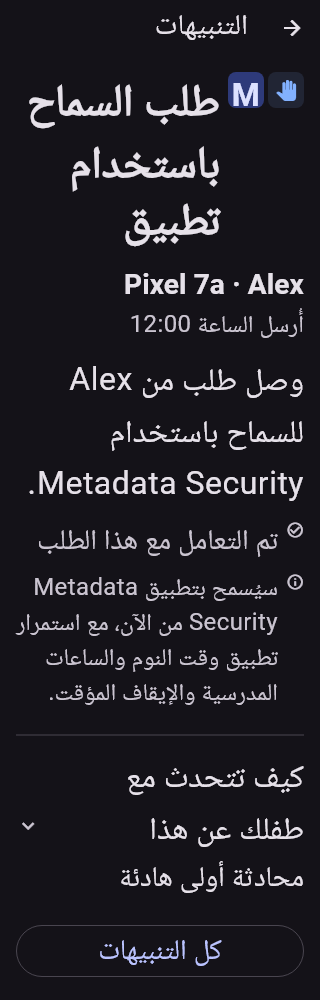 التنبيهات
M
طلب السماح
باستخدام
تطبيق
Pixel 7a · Alex
أُرسل الساعة 12:00
وصل طلب من Alex
للسماح باستخدام
Metadata Security.
تم التعامل مع هذا الطلب
سيُسمح بتطبيق Metadata
Security من الآن، مع استمرار
تطبيق وقت النوم والساعات
المدرسية والإيقاف المؤقت.
كيف تتحدث مع
طفلك عن هذا
محادثة أولى هادئة
كل التنبيهات